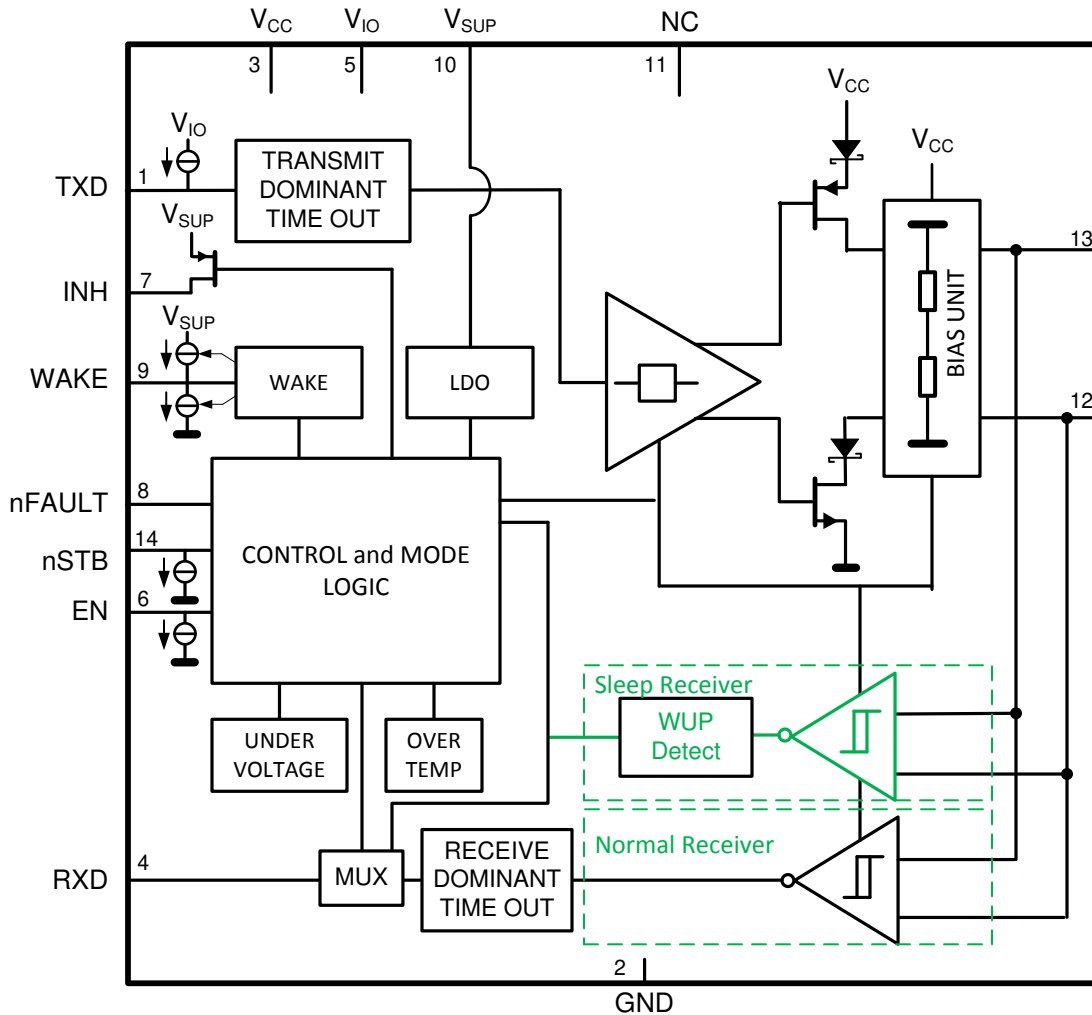 VCC
VIO
VSUP
NC
3
5
10
11
VCC
VIO
VCC
TXD
1
TRANSMIT
DOMINANT
TIME OUT
VSUP
13
INH
7
BIAS UNIT
VSUP
WAKE
9
WAKE
LDO
12
nFAULT
8
nSTB
14
CONTROL and MODE
LOGIC
EN
6
Sleep Receiver
WUP
Detect
UNDER
VOLTAGE
OVER
TEMP
Normal Receiver
RXD
4
MUX
RECEIVE
DOMINANT
TIME OUT
2
GND